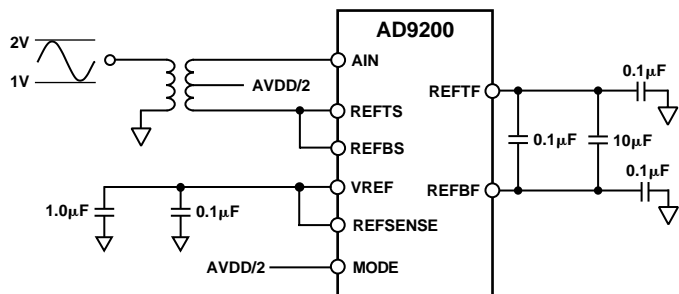 AD9200
2V
1V
AVDD/2
AIN
REFTS
REFBS
VREF
REFSENSE
MODE
REFTF
REFBF
0.1µF
0.1µF
10µF
0.1µF
1.0µF
0.1µF
AVDD/2